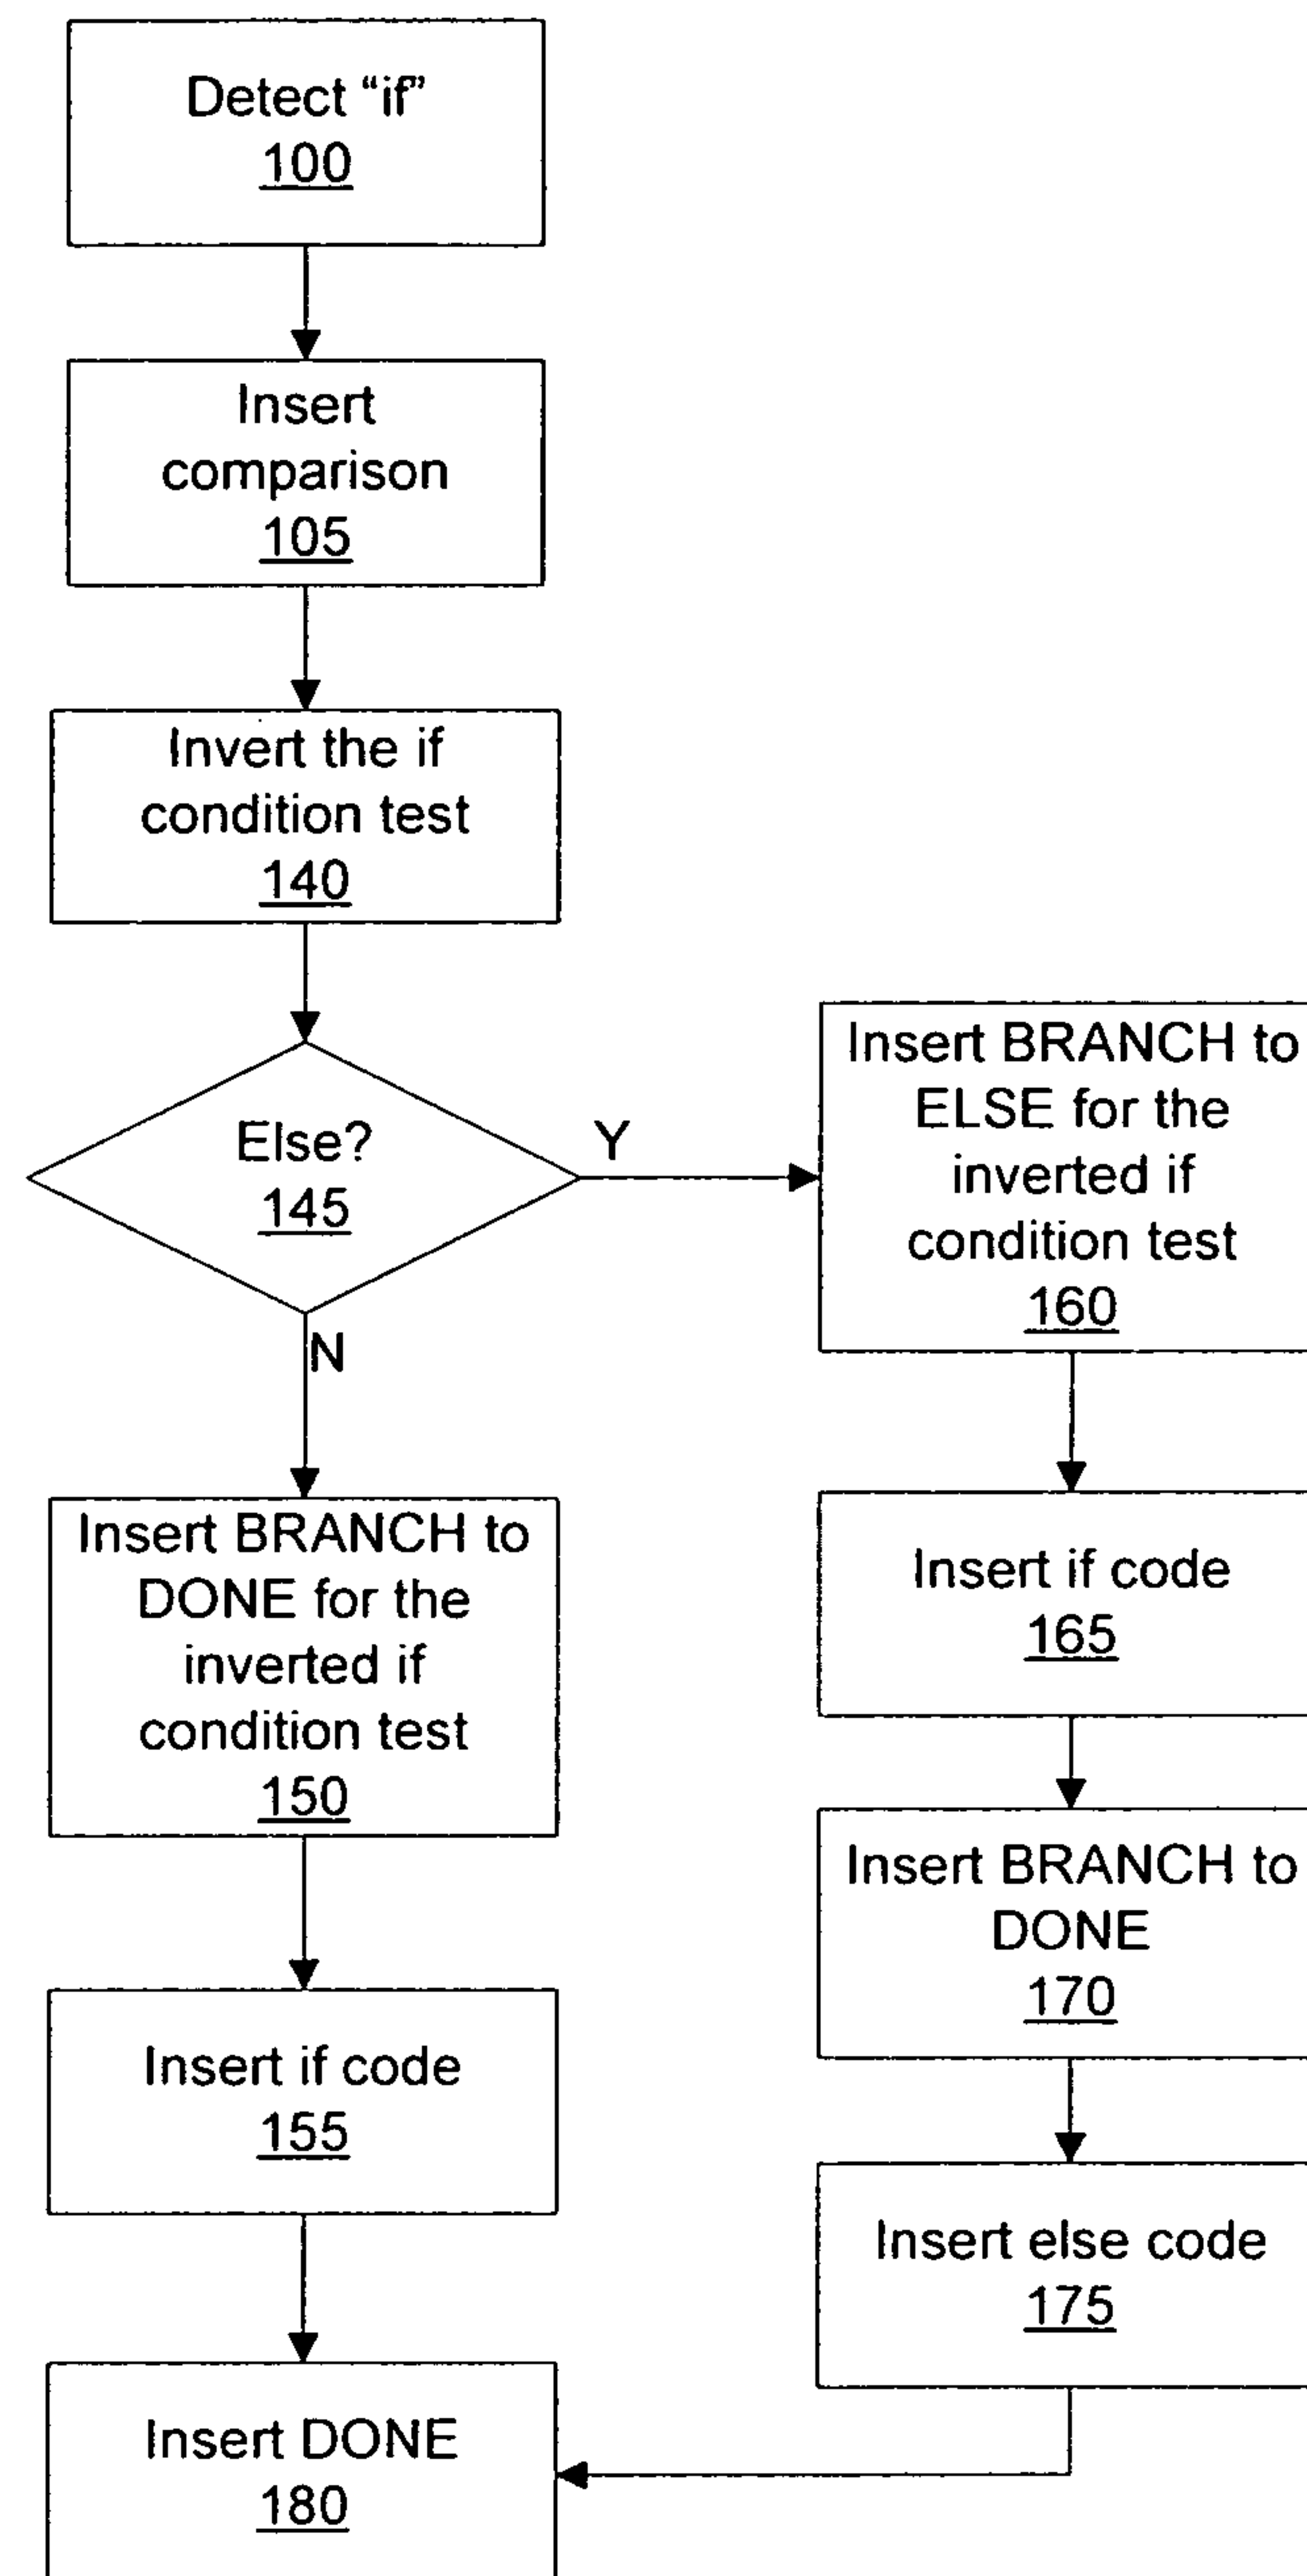 Detect “if”
100
Insert
comparison
105
Invert the if
condition test
140
Else?
145
Y
N
Insert BRANCH to
DONE for the
inverted if
condition test
150
Insert if code
155
Insert BRANCH to
ELSE for the
inverted if
condition test
160
Insert if code
165
Insert BRANCH to
DONE
170
Insert else code
175
Insert DONE
180